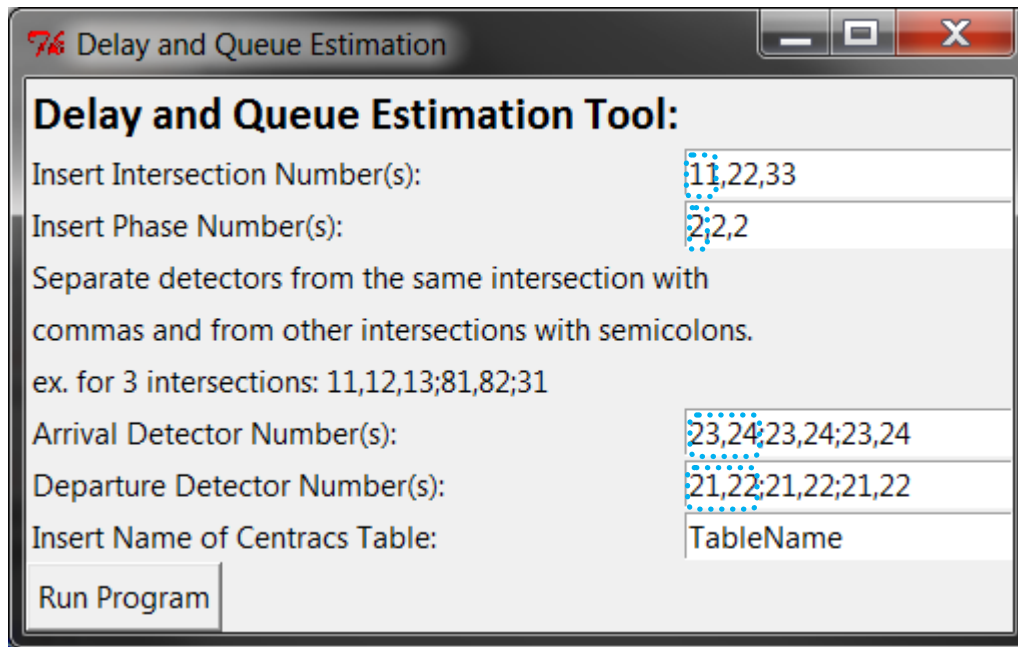 Delay and Queue Estimation
Delay and Queue Estimation Tool:
Insert Intersection Number(s): 11,22,33
Insert Phase Number(s): 2,2,2
Separate detectors from the same intersection with
commas and from other intersections with semicolons.
ex. for 3 intersections: 11,12,13;81,82;31
Arrival Detector Number(s): 23,24;23,24;23,24
Departure Detector Number(s): 21,22;21,22;21,22
Insert Name of Centracs Table: TableName
Run Program